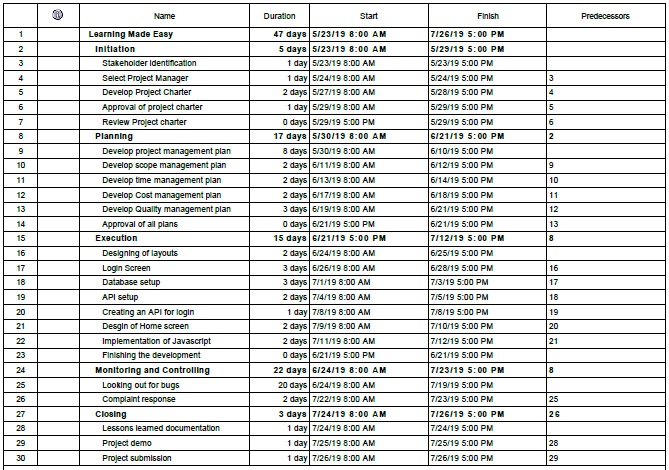 Name Duration Start Finish Predecessors
1 Learning Made Easy 47 days 5/23/19 8:00 AM 7/26/19 5:00 PM
2 Initiation 5 days 5/23/19 8:00 AM 5/29/19 5:00 PM
3 Stakeholder Identification 1 day 5/23/19 8:00 AM 5/23/19 5:00 PM
4 Select Project Manager 1 day 5/24/19 8:00 AM 5/24/19 5:00 PM 3
5 Develop Project Charter 2 days 5/27/19 8:00 AM 5/28/19 5:00 PM 4
6 Approval of project charter 1 day 5/29/19 8:00 AM 5/29/19 5:00 PM 5
7 Review Project charter 0 days 5/29/19 5:00 PM 5/29/19 5:00 PM 6
8 Planning 17 days 5/30/19 8:00 AM 6/21/19 5:00 PM 2
9 Develop project management plan 8 days 5/30/19 8:00 AM 6/10/19 5:00 PM
10 Develop scope management plan 2 days 6/11/19 8:00 AM 6/12/19 5:00 PM 9
11 Develop time management plan 2 days 6/13/19 8:00 AM 6/14/19 5:00 PM 10
12 Develop Cost management plan 2 days 6/17/19 8:00 AM 6/18/19 5:00 PM 11
13 Develop Quality management plan 3 days 6/19/19 8:00 AM 6/21/19 5:00 PM 12
14 Approval of all plans 0 days 6/21/19 5:00 PM 6/21/19 5:00 PM 13
15 Execution 15 days 6/21/19 5:00 PM 7/12/19 5:00 PM 8
16 Designing of layouts 2 days 6/24/19 8:00 AM 6/25/19 5:00 PM
17 Login Screen 3 days 6/26/19 8:00 AM 6/28/19 5:00 PM 16
18 Database setup 3 days 7/1/19 8:00 AM 7/3/19 5:00 PM 17
19 API setup 2 days 7/4/19 8:00 AM 7/5/19 5:00 PM 18
20 Creating an API for login 1 day 7/8/19 8:00 AM 7/8/19 5:00 PM 19
21 Desgin of Home screen 2 days 7/9/19 8:00 AM 7/10/19 5:00 PM 20
22 Implementation of Javascript 2 days 7/11/19 8:00 AM 7/12/19 5:00 PM 21
23 Finishing the development 0 days 6/21/19 5:00 PM 6/21/19 5:00 PM
24 Monitoring and Controlling 22 days 6/24/19 8:00 AM 7/23/19 5:00 PM 8
25 Looking out for bugs 20 days 6/24/19 8:00 AM 7/19/19 5:00 PM
26 Complaint response 2 days 7/22/19 8:00 AM 7/23/19 5:00 PM 25
27 Closing 3 days 7/24/19 8:00 AM 7/26/19 5:00 PM 26
28 Lessons learned documentation 1 day 7/24/19 8:00 AM 7/24/19 5:00 PM
29 Project demo 1 day 7/25/19 8:00 AM 7/25/19 5:00 PM 28
30 Project submission 1 day 7/26/19 8:00 AM 7/26/19 5:00 PM 29